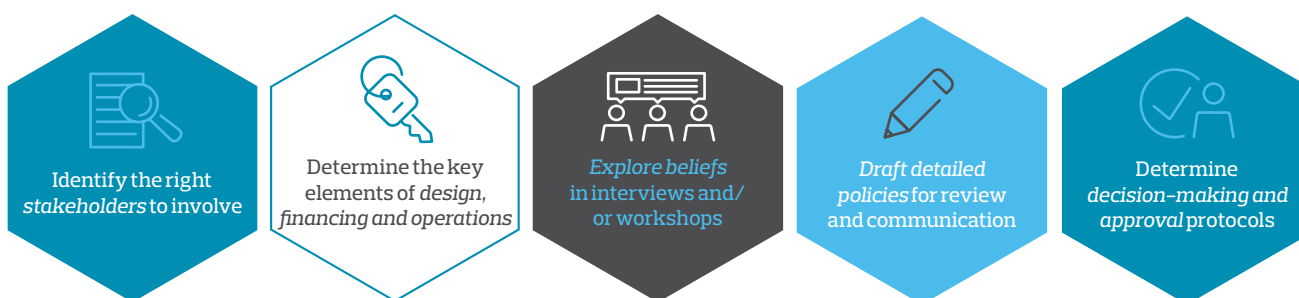 Identify the right
stakeholders to involve
Determine the key
elements of design,
financing and operations
Explore beliefs
in interviews and/
or workshops
Draft detailed
policies for review
and communication
Determine
decision-making and
approval protocols